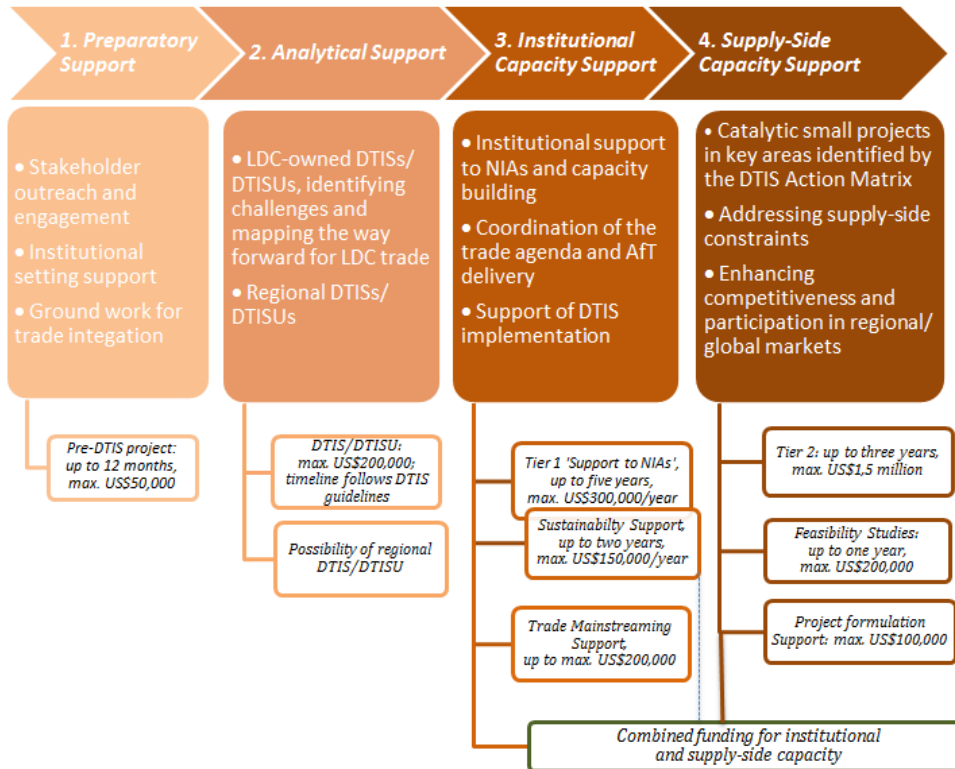 1. Preparatory
Support
2. Analytical Support
3. Institutional
Capacity Support
4. Supply-Side
Capacity Support
• Stakeholder
outreach and
engagement
• Institutional
setting support
• Ground work for
trade integation
• LDC-owned DTISs/
DTISUs, identifying
challenges and
mapping the way
forward for LDC trade
• Regional DTISs/
DTISUs
• Institutional support
to NIAs and capacity
building
• Coordination of the
trade agenda and AfT
delivery
• Support of DTIS
implementation
• Catalytic small projects
in key areas identified by
the DTIS Action Matrix
• Addressing supply-side
constraints
• Enhancing
competitiveness and
participation in regional/
global markets
Pre-DTIS project:
up to 12 months,
max. US$50,000
DTIS/DTISU:
max. US$200,000;
timeline follows DTIS
guidelines
Possibility of regional
DTIS/DTISU
Tier 1 'Support to NIAs',
up to five years,
max. US$300,000/year
Sustainabilty Support,
up to two years,
max. US$150,000/year
Trade Mainstreaming
Support,
up to max. US$200,000
Tier 2: up to three years,
max. US$1,5 million
Feasibility Studies:
up to one year,
max. US$200,000
Project formulation
Support: max. US$100,000
Combined funding for institutional
and supply-side capacity